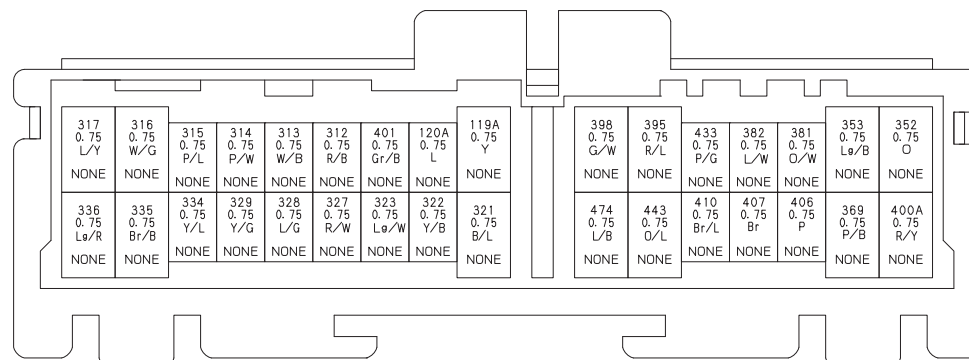 317
0.75
L/Y
NONE
316
0.75
W/G
NONE
315
0.75
P/L
NONE
314
0.75
P/W
NONE
313
0.75
W/B
NONE
312
0.75
R/B
NONE
401
0.75
Gr/B
NONE
120A
0.75
L
NONE
119A
0.75
Y
NONE
398
0.75
G/W
NONE
395
0.75
R/L
NONE
433
0.75
P/G
NONE
382
0.75
L/W
NONE
381
0.75
O/W
NONE
353
0.75
Lg/B
NONE
352
0.75
O
NONE
336
0.75
Lg/R
NONE
335
0.75
Br/B
NONE
334
0.75
Y/L
NONE
329
0.75
Y/G
NONE
328
0.75
L/G
NONE
327
0.75
R/W
NONE
323
0.75
Lg/W
NONE
322
0.75
Y/B
NONE
321
0.75
B/L
NONE
474
0.75
L/B
NONE
443
0.75
O/L
NONE
410
0.75
Br/L
NONE
407
0.75
Br
NONE
406
0.75
P
NONE
369
0.75
P/B
NONE
400A
0.75
R/Y
NONE